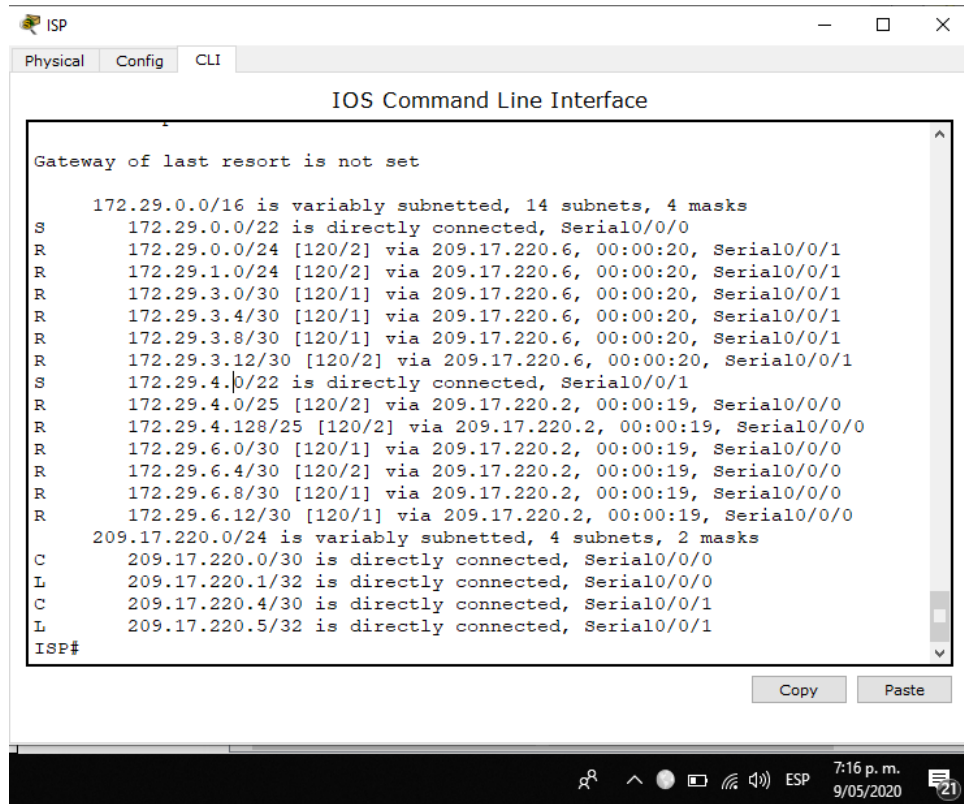 ISP
Physical Config CLI
IOS Command Line Interface
Gateway of last resort is not set
172.29.0.0/16 is variably subnetted, 14 subnets, 4 masks
S 172.29.0.0/22 is directly connected, Serial0/0/0
R 172.29.0.0/24 [120/2] via 209.17.220.6, 00:00:20, Serial0/0/1
R 172.29.1.0/24 [120/2] via 209.17.220.6, 00:00:20, Serial0/0/1
R 172.29.3.0/30 [120/1] via 209.17.220.6, 00:00:20, Serial0/0/1
R 172.29.3.4/30 [120/1] via 209.17.220.6, 00:00:20, Serial0/0/1
R 172.29.3.8/30 [120/1] via 209.17.220.6, 00:00:20, Serial0/0/1
R 172.29.3.12/30 [120/2] via 209.17.220.6, 00:00:20, Serial0/0/1
S 172.29.4.0/22 is directly connected, Serial0/0/1
R 172.29.4.0/25 [120/2] via 209.17.220.2, 00:00:19, Serial0/0/0
R 172.29.4.128/25 [120/2] via 209.17.220.2, 00:00:19, Serial0/0/0
R 172.29.6.0/30 [120/1] via 209.17.220.2, 00:00:19, Serial0/0/0
R 172.29.6.4/30 [120/2] via 209.17.220.2, 00:00:19, Serial0/0/0
R 172.29.6.8/30 [120/1] via 209.17.220.2, 00:00:19, Serial0/0/0
R 172.29.6.12/30 [120/1] via 209.17.220.2, 00:00:19, Serial0/0/0
209.17.220.0/24 is variably subnetted, 4 subnets, 2 masks
C 209.17.220.0/30 is directly connected, Serial0/0/0
L 209.17.220.1/32 is directly connected, Serial0/0/0
C 209.17.220.4/30 is directly connected, Serial0/0/1
L 209.17.220.5/32 is directly connected, Serial0/0/1
ISP#
Copy Paste
ESP 7:16 p. m.
9/05/2020
21